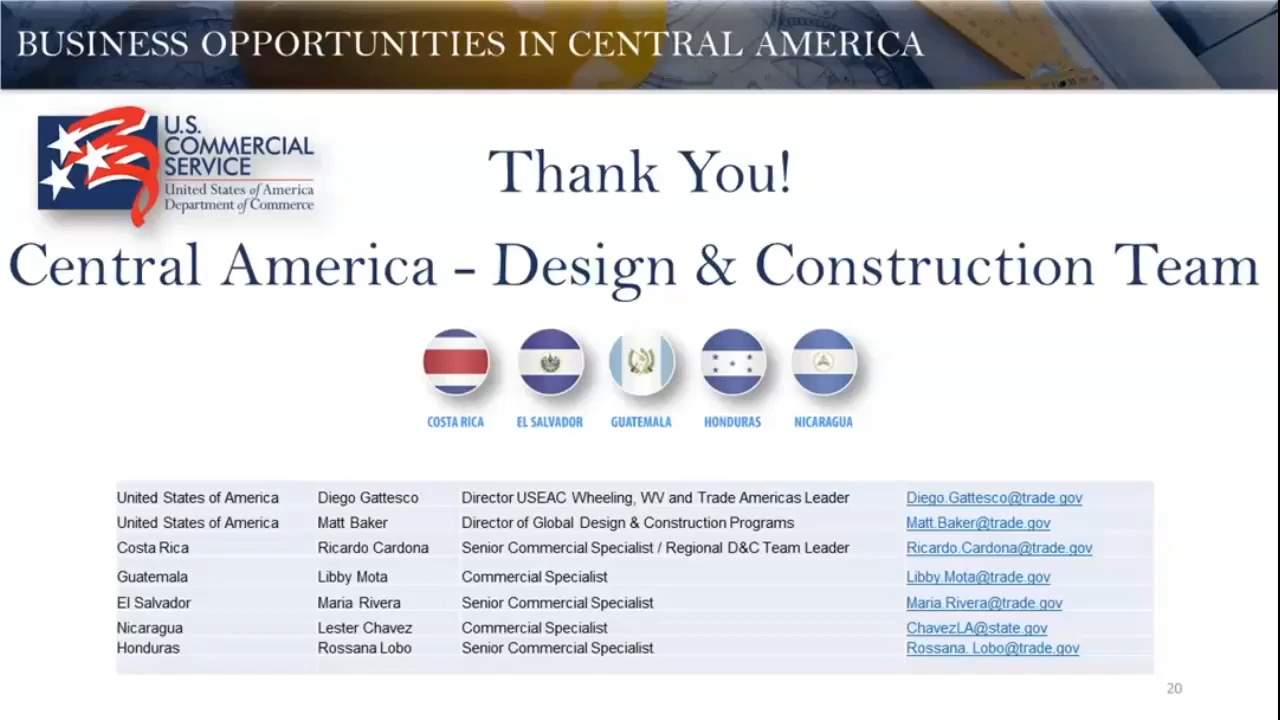 BUSINESS OPPORTUNITIES IN CENTRAL AMERICA
U.S.
COMMERCIAL
SERVICE
United States of America
Department of Commerce
Thank You!
Central America - Design & Construction Team
COSTA RICA EL SALVADOR GUATEMALA HONDURAS NICARAGUA
United States of America Diego Gattesco Director USEAC Wheeling, WV and Trade Americas Leader Diego.Gattesco@trade.gov
United States of America Matt Baker Director of Global Design & Construction Programs Matt.Baker@trade.gov
Costa Rica Ricardo Cardona Senior Commercial Specialist / Regional D&C Team Leader Ricardo.Cardona@trade.gov
Guatemala Libby Mota Commercial Specialist Libby.Mota@trade.gov
El Salvador Maria Rivera Senior Commercial Specialist Maria.Rivera@trade.gov
Nicaragua Lester Chavez Commercial Specialist ChavezLA@state.gov
Honduras Rossana Lobo Senior Commercial Specialist Rossana. Lobo@trade.gov
20